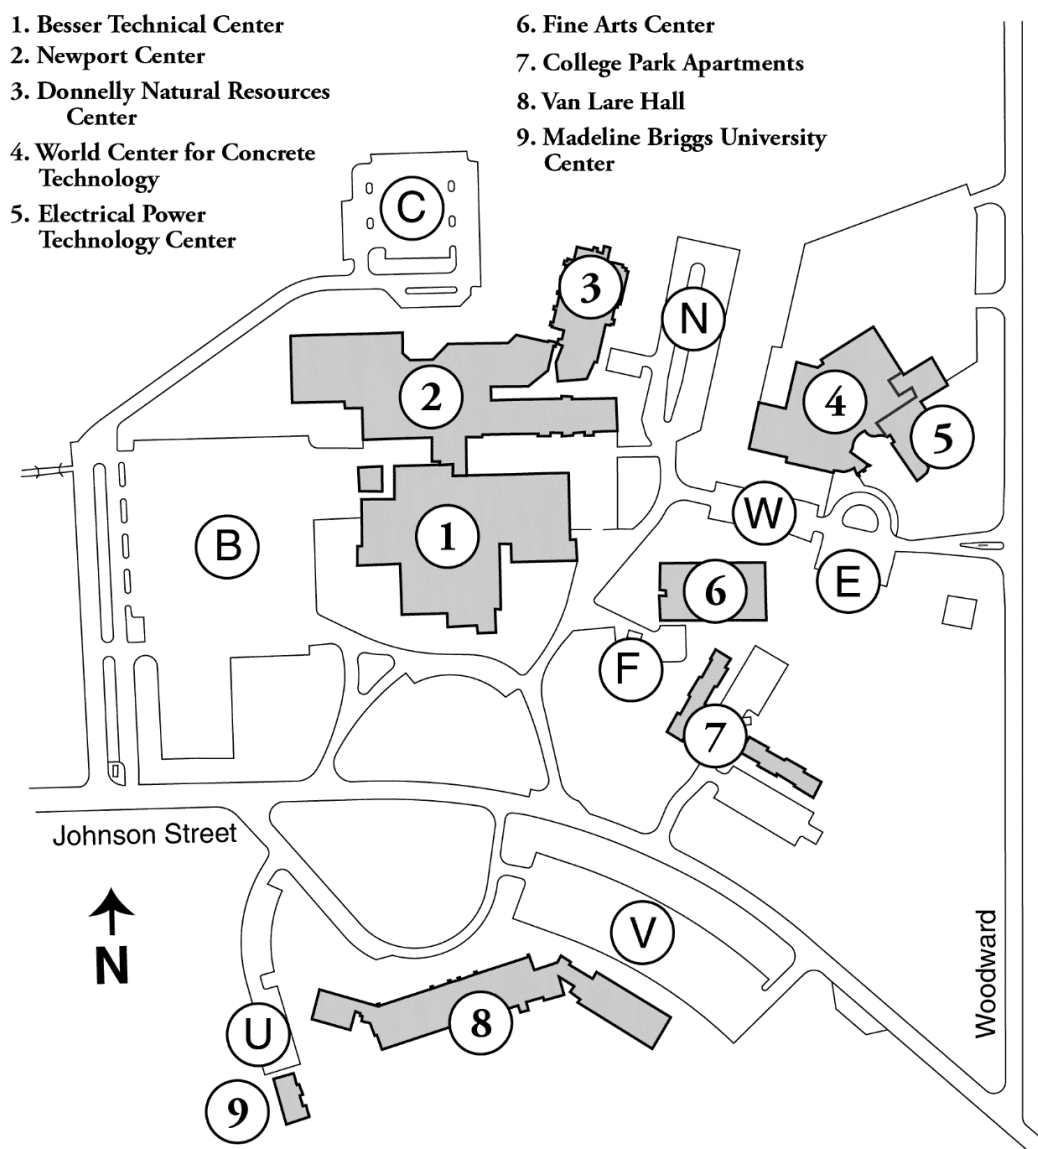 1. Besser Technical Center
2. Newport Center
3. Donnelly Natural Resources
Center
4. World Center for Concrete
Technology
5. Electrical Power
Technology Center
6. Fine Arts Center
7. College Park Apartments
8. Van Lare Hall
9. Madeline Briggs University
Center
C
3
N
2
4
5
1
B
W
E
6
F
7
Johnson Street
N
V
Woodward
8
U
9